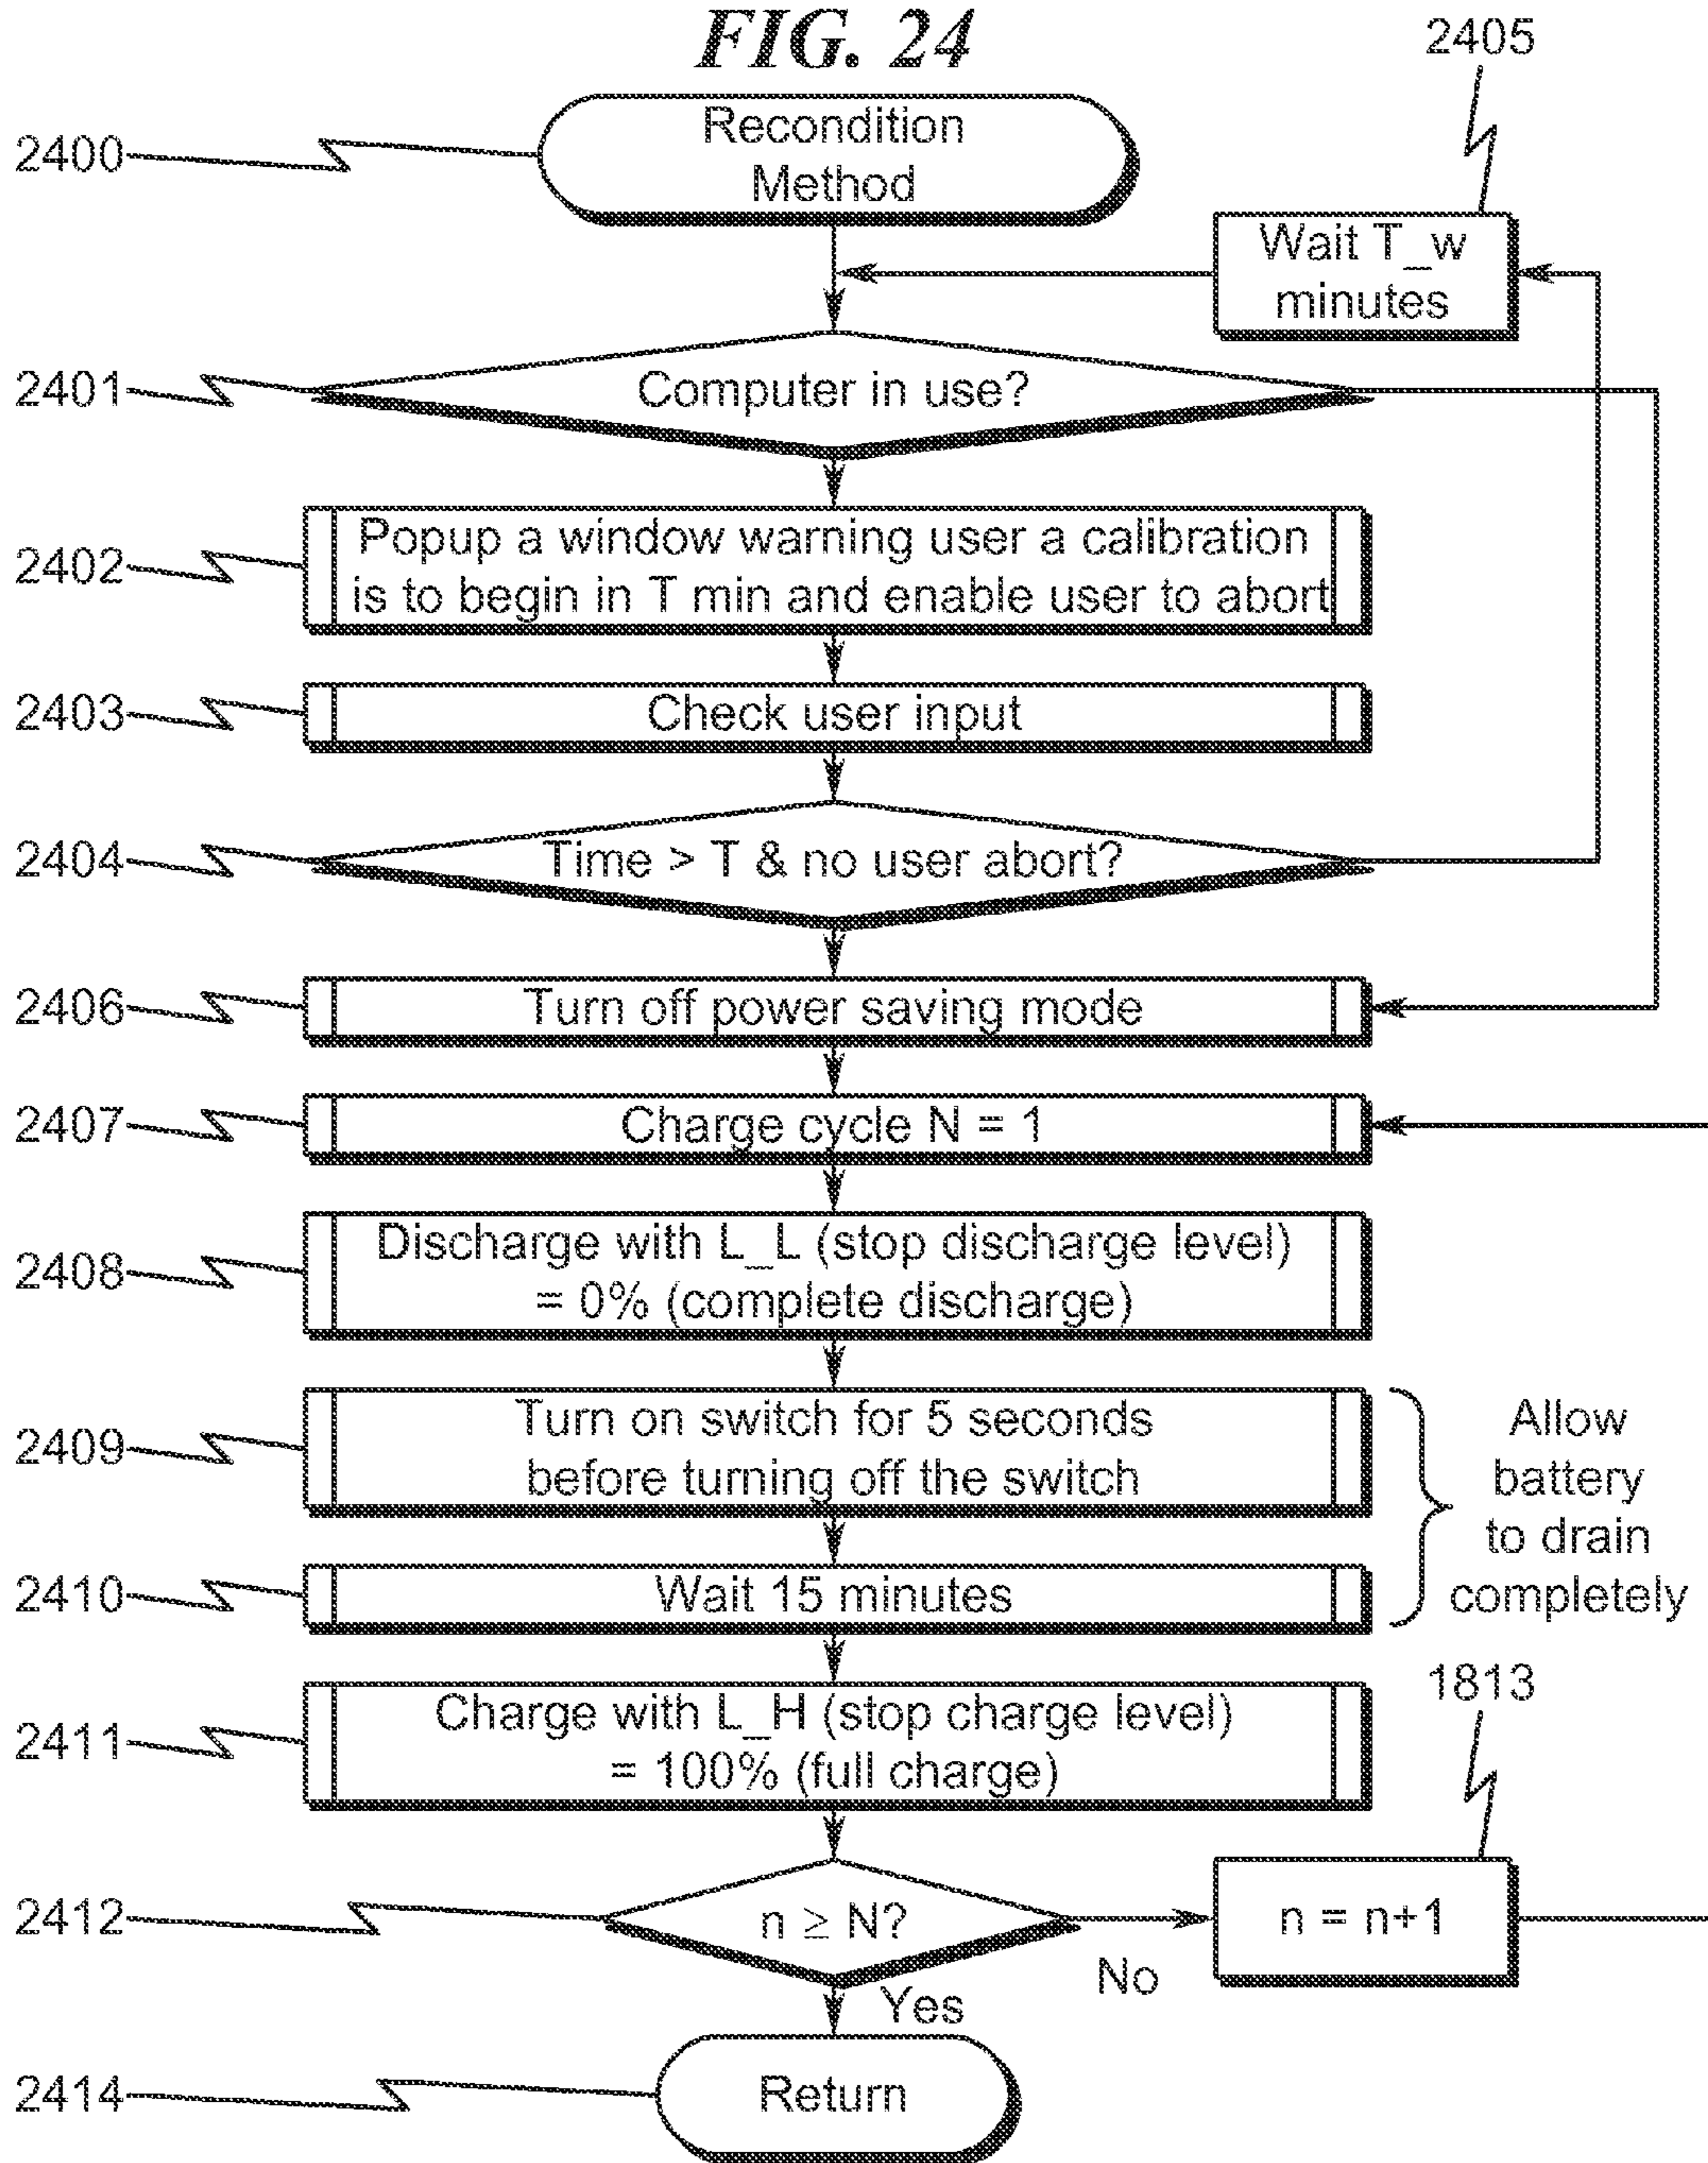 FIG. 24
2405
2400
Recondition
Method
Wait T_w
minutes
2401
Computer in use?
2402
Popup a window warning user a calibration
is to begin in T min and enable user to abort
2403
Check user input
2404
Time > T & no user abort?
2406
Turn off power saving mode
2407
Charge cycle N = 1
2408
Discharge with L_L (stop discharge level)
= 0% (complete discharge)
2409
Turn on switch for 5 seconds
before turning off the switch
Allow
battery
to drain
completely
2410
Wait 15 minutes
1813
2411
Charge with L_H (stop charge level)
= 100% (full charge)
2412
n ≥ N?
No
n = n+1
Yes
2414
Return